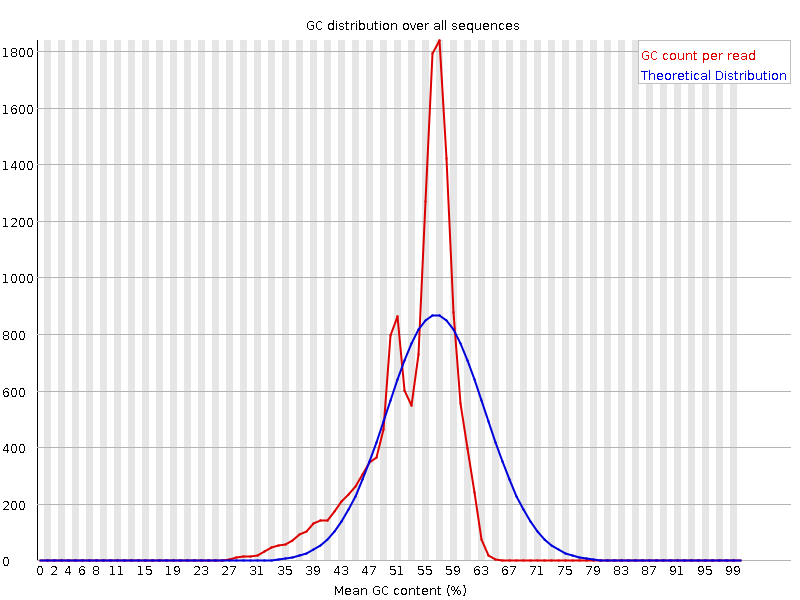 GC distribution over all sequences
GC count per read
Theoretical Distribution
1800
1600
1400
1200
1000
800
600
400
200
0
0 2 4 6 8 11 15 19 23 27 31 35 39 43 47 51 55 59 63 67 71 75 79 83 87 91 95 99
Mean GC content (%)